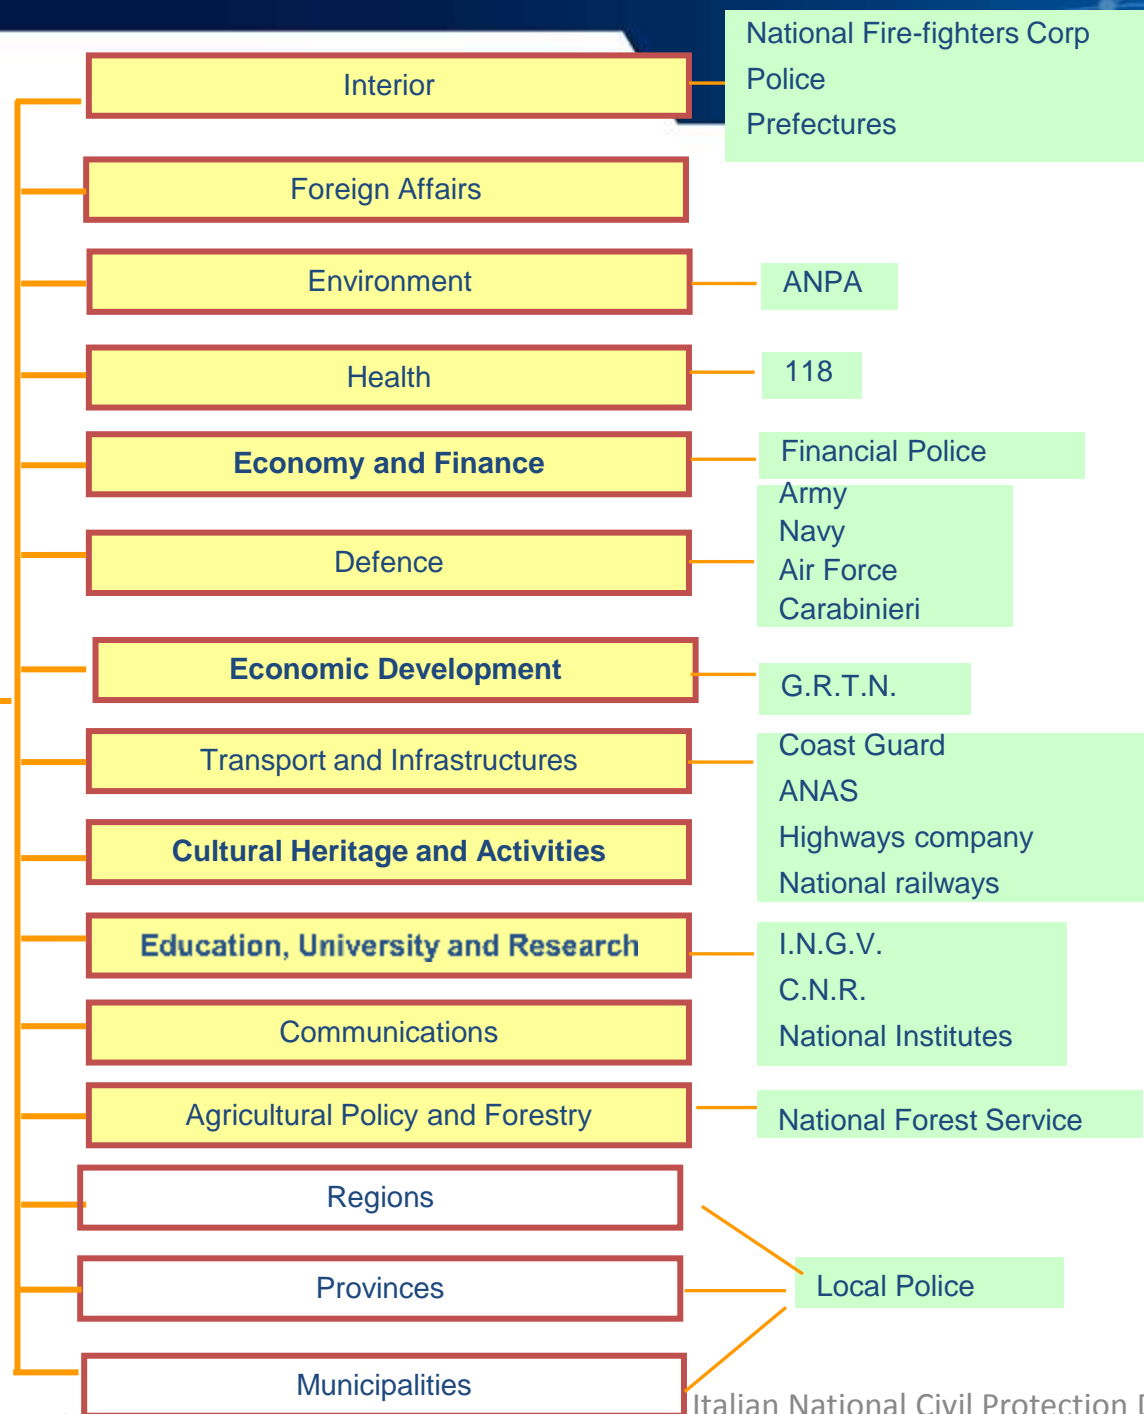 National Fire-fighters Corp
Interior
Police
Prefectures
Foreign Affairs
Environment
ANPA
Health
118
Economy and Finance
Financial Police
Army
Navy
Defence
Air Force
Carabinieri
Economic Development
G.R.T.N.
Transport and Infrastructures
Coast Guard
ANAS
Highways company
National railways
Cultural Heritage and Activities
Education, University and Research
I.N.G.V.
C.N.R.
National Institutes
Communications
Agricultural Policy and Forestry
National Forest Service
Regions
Provinces
Local Police
Municipalities
Italian National Civil Protection